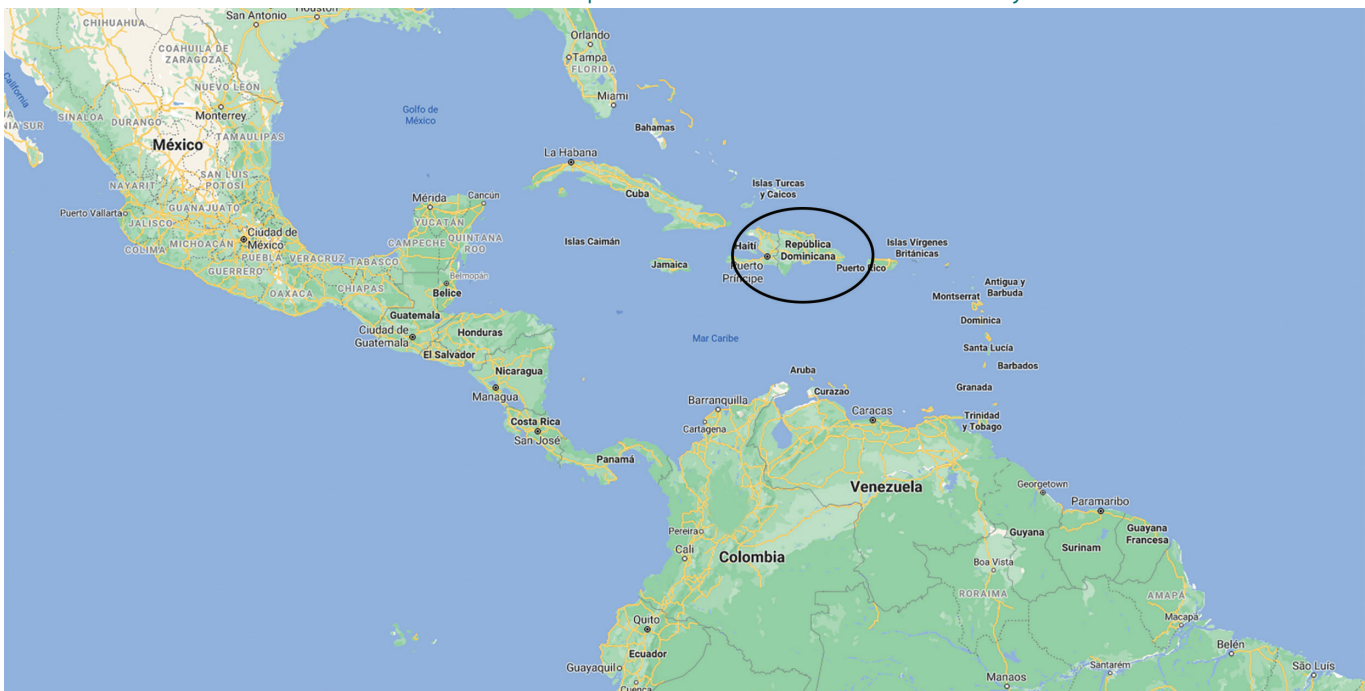 San Antonio
Houston
CHIHUAHUA
COAHUILA DE
ZARAGOZA
NUEVO LEÓN
Monterrey
California
SINALOA
DURANGO
TAMAULIPAS
México
SAN LUIS
POTOSÍ
NAYARIT
GUANAJUATO
Puerto Vallarta
JALISCO
Ciudad de
México
COLIMA
MICHOACÁN
PUEBLA
VERACRUZ
TABASCO
GUERRERO
OAXACA
CHIAPAS
Mérida
Cancún
YUCATÁN
CAMPECHE
QUINTANA
ROO
Belmopán
Belice
Guatemala
Ciudad de
Guatemala
Honduras
El Salvador
Nicaragua
Managua
Costa Rica
San José
Panamá
Golfo de
México
Orlando
Tampa
FLORIDA
Miami
Bahamas
La Habana
Cuba
Islas Turcas
y Caicos
Islas Caimán
Jamaica
Haití
Puerto
Príncipe
República
Dominicana
Puerto Rico
Islas Vírgenes
Británicas
Antigua y
Barbuda
Montserrat
Dominica
Santa Lucía
Barbados
Granada
Trinidad
y Tobago
Mar Caribe
Aruba
Curazao
Barranquilla
Cartagena
Caracas
Venezuela
Georgetown
Paramaribo
Guyana
Surinam
Guayana
Francesa
Pereira
Cali
Colombia
Boa Vista
RORAIMA
AMAPÁ
Macapá
Quito
Ecuador
Guayaquil
Cuenca
Manaos
Santarém
Belén
São Luís